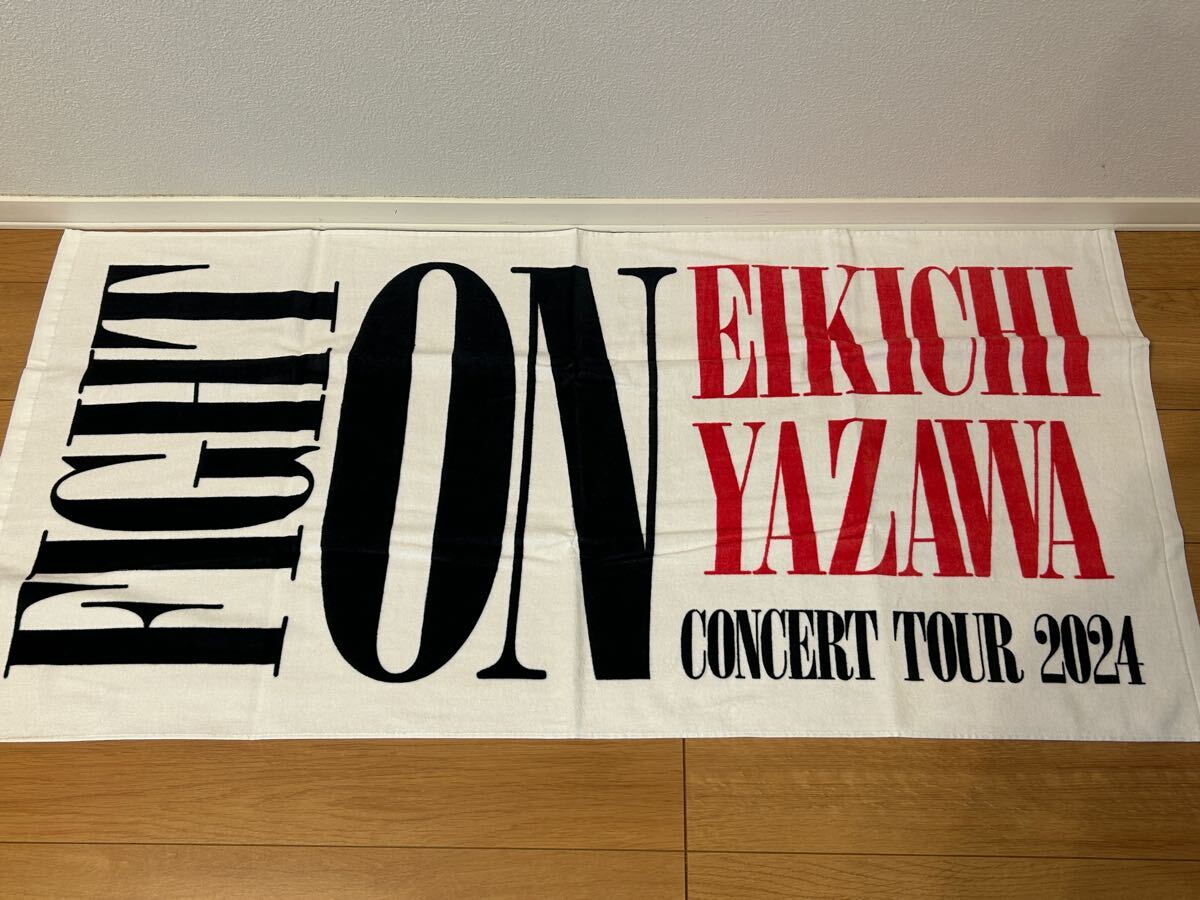 FIGHT
ON
EIKICHI
YAZAWA
CONCERT TOUR 2024